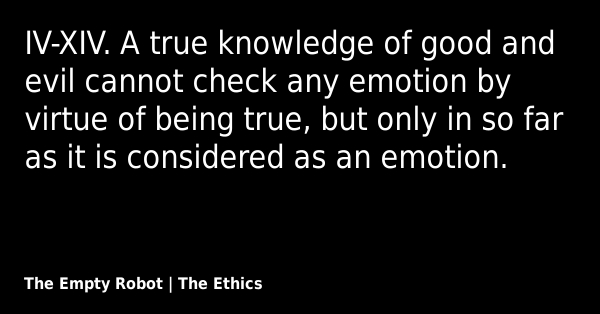 IV-XIV. A true knowledge of good and
evil cannot check any emotion by
virtue of being true, but only in so far
as it is considered as an emotion.
The Empty Robot | The Ethics